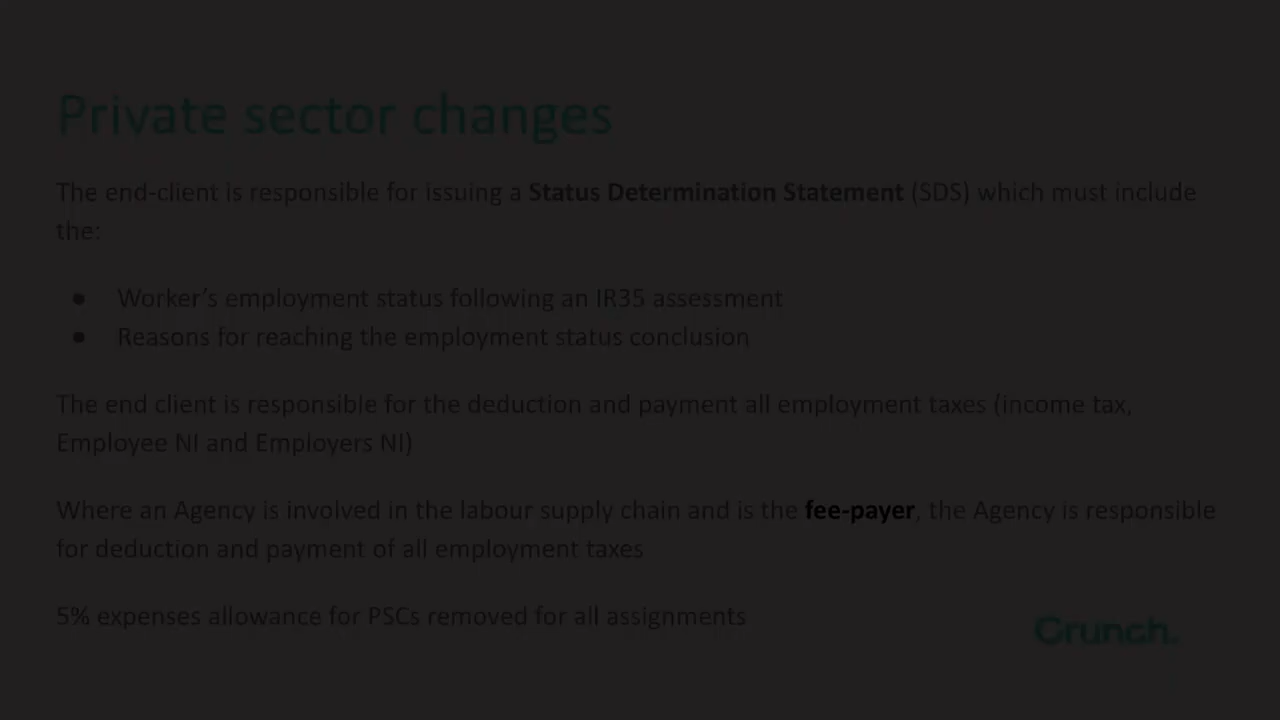 Private sector changes
The end-client is responsible for issuing a Status Determination Statement (SDS) which must include
the:
● Worker’s employment status following an IR35 assessment
● Reasons for reaching the employment status conclusion
The end client is responsible for the deduction and payment all employment taxes (income tax,
Employee NI and Employers NI)
Where an Agency is involved in the labour supply chain and is the fee-payer, the Agency is responsible
for deduction and payment of all employment taxes
5% expenses allowance for PSCs removed for all assignments
Crunch.